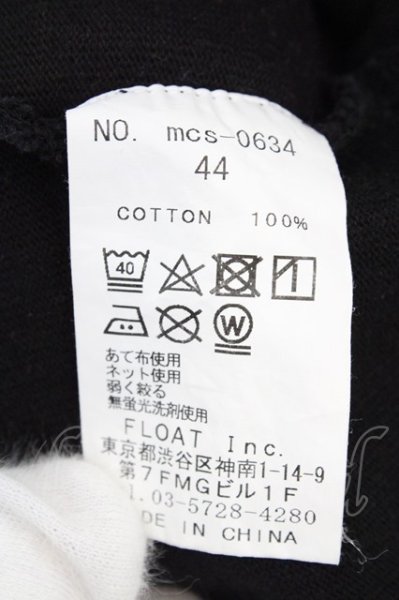 NO. mcs-0634
44
COTTON 100%
40
W
あて布使用
ネット使用
弱く絞る
無蛍光洗剤使用
FLOAT Inc.
東京都渋谷区神南1-14-9
第7FMGビル1F
.03-5728-4280
DE IN CHINA